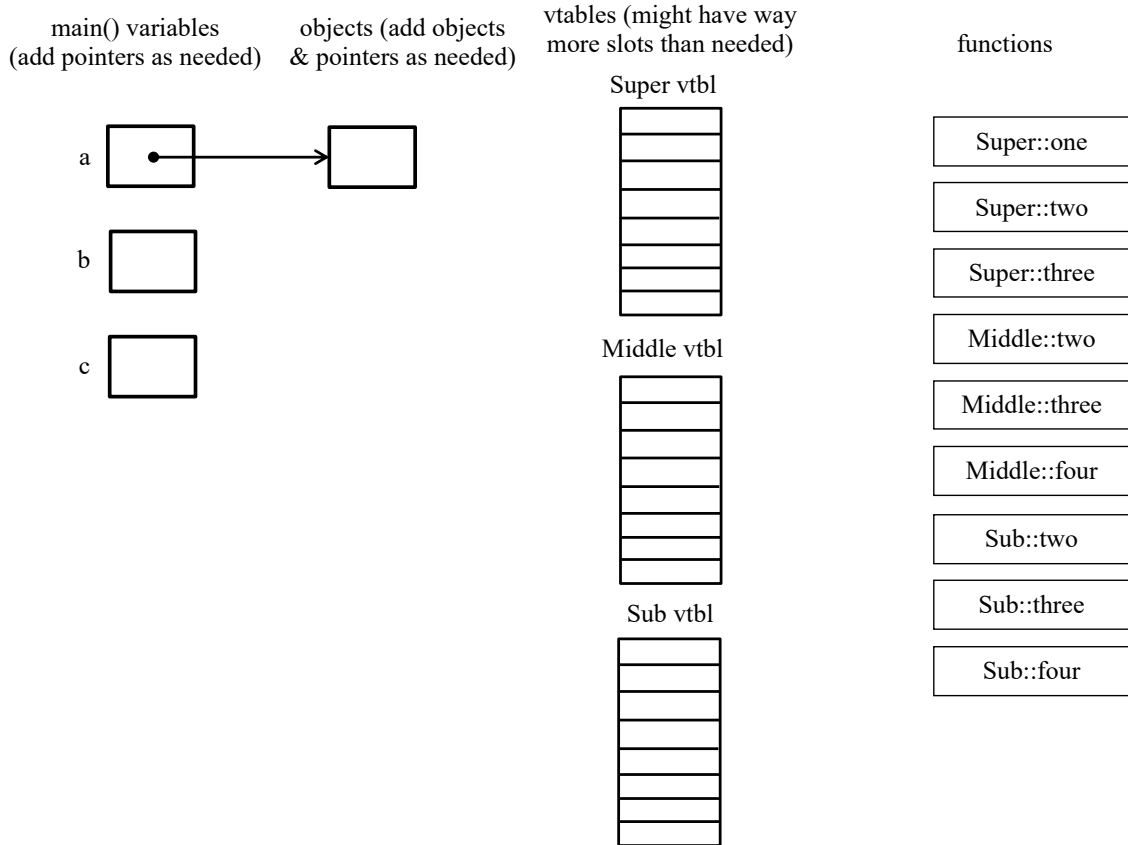 main() variables
(add pointers as needed)
objects (add objects
& pointers as needed)
vtables (might have way
more slots than needed)
functions
Super vtbl
a
b
c
Middle vtbl
Sub vtbl
Super::one
Super::two
Super::three
Middle::two
Middle::three
Middle::four
Sub::two
Sub::three
Sub::four